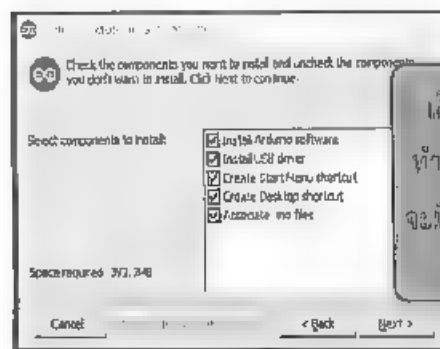 Check the components you want to install and uncheck the components
you don't want to install. Click Next to continue.
Select components to install:
Install Arduino software
Install USB driver
Create Start Menu shortcut
Create Desktop shortcut
Associate .ino files
Space required:
Cancel
< Back
Next >